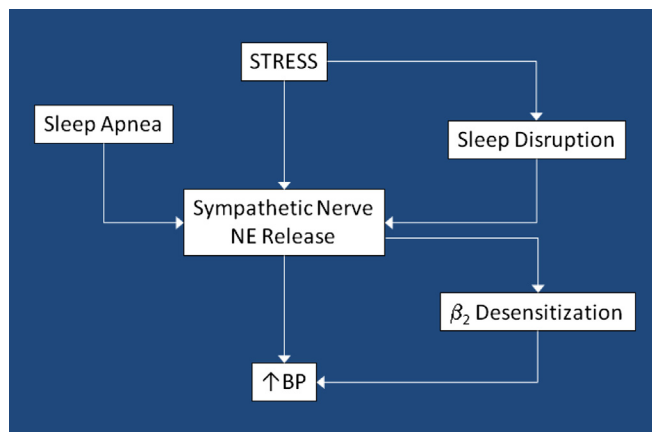 STRESS
Sleep Apnea
Sleep Disruption
Sympathetic Nerve
NE Release
β₂ Desensitization
↑BP